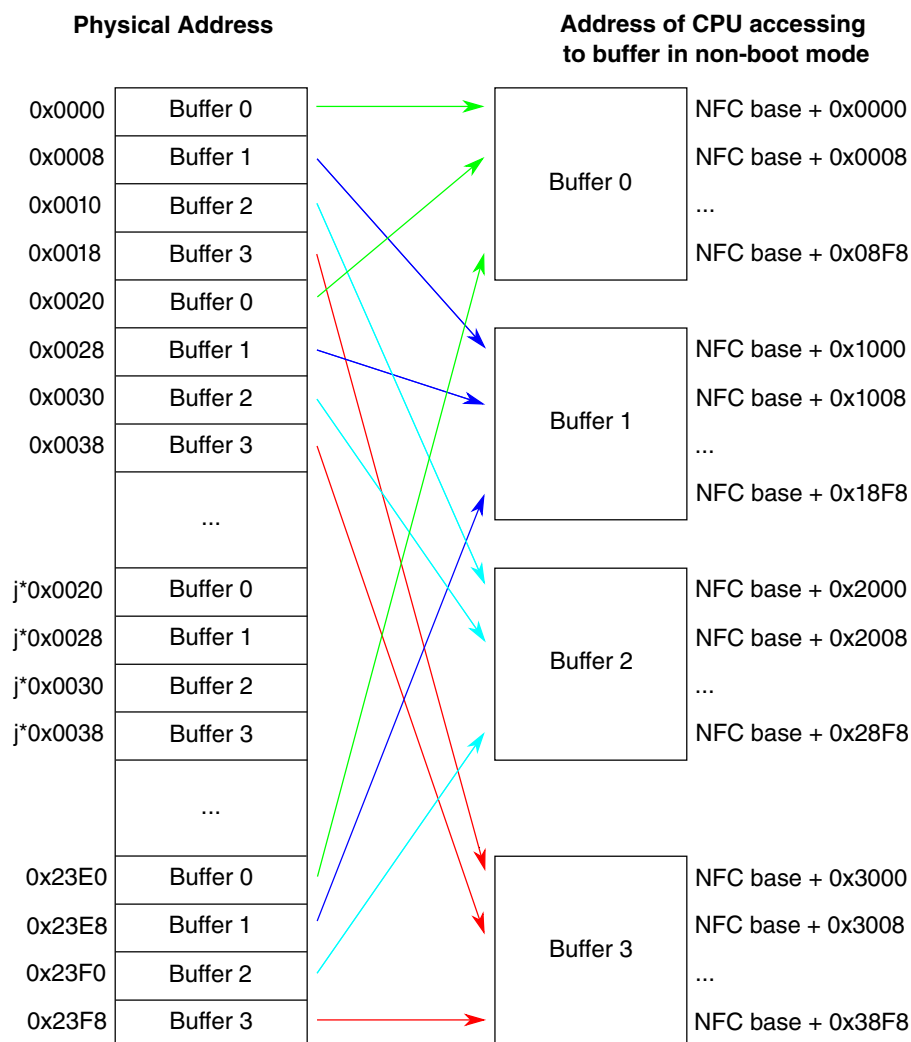 Physical Address
Address of CPU accessing
to buffer in non-boot mode
0x0000 Buffer 0
0x0008 Buffer 1
0x0010 Buffer 2
0x0018 Buffer 3
0x0020 Buffer 0
0x0028 Buffer 1
0x0030 Buffer 2
0x0038 Buffer 3
...
j*0x0020 Buffer 0
j*0x0028 Buffer 1
j*0x0030 Buffer 2
j*0x0038 Buffer 3
...
0x23E0 Buffer 0
0x23E8 Buffer 1
0x23F0 Buffer 2
0x23F8 Buffer 3
Buffer 0
NFC base + 0x0000
NFC base + 0x0008
...
NFC base + 0x08F8
Buffer 1
NFC base + 0x1000
NFC base + 0x1008
...
NFC base + 0x18F8
Buffer 2
NFC base + 0x2000
NFC base + 0x2008
...
NFC base + 0x28F8
Buffer 3
NFC base + 0x3000
NFC base + 0x3008
...
NFC base + 0x38F8